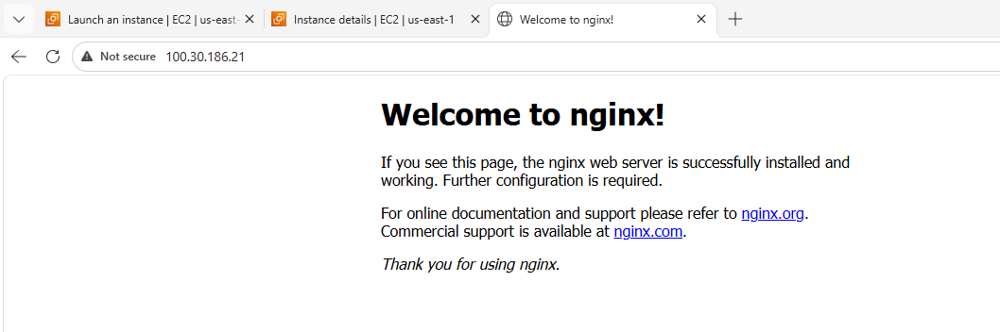 Launch an instance | EC2 | us-east-
Instance details | EC2 | us-east-1
Welcome to nginx!
Not secure
100.30.186.21
Welcome to nginx!
If you see this page, the nginx web server is successfully installed and
working. Further configuration is required.
For online documentation and support please refer to nginx.org.
Commercial support is available at nginx.com.
Thank you for using nginx.